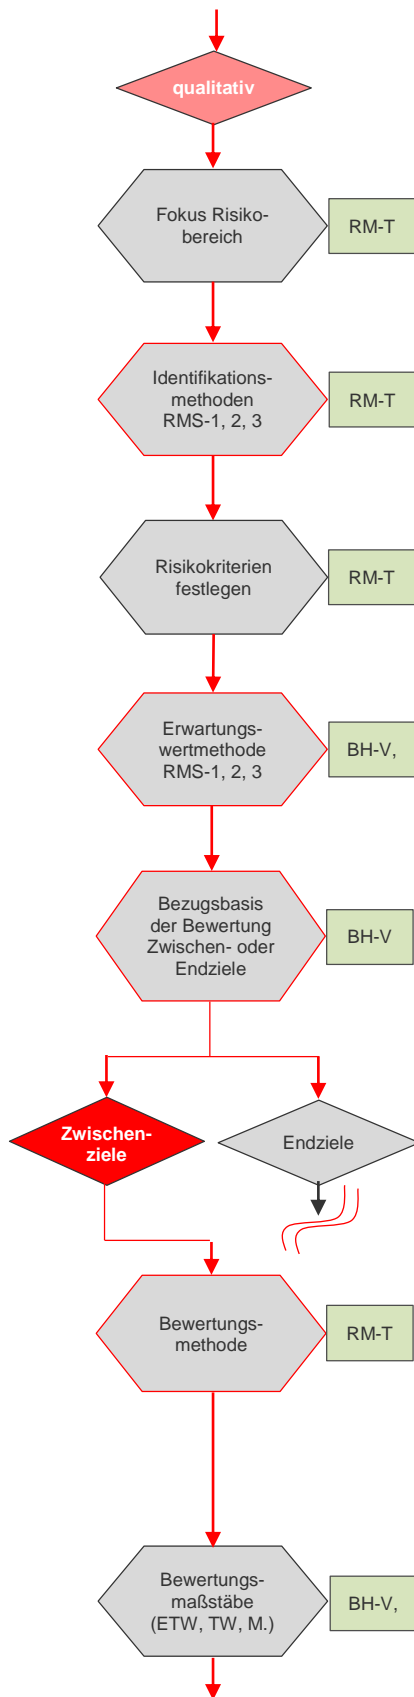 qualitativ
Fokus Risiko-
bereich
RM-T
Identifikations-
methoden
RMS-1, 2, 3
RM-T
Risikokriterien
festlegen
RM-T
Erwartungs-
wertmethode
RMS-1, 2, 3
BH-V,
Bezugsbasis
der Bewertung
Zwischen- oder
Endziele
BH-V
Zwischen-
ziele
Endziele
Bewertungs-
methode
RM-T
Bewertungs-
maßstäbe
(ETW, TW, M.)
BH-V,